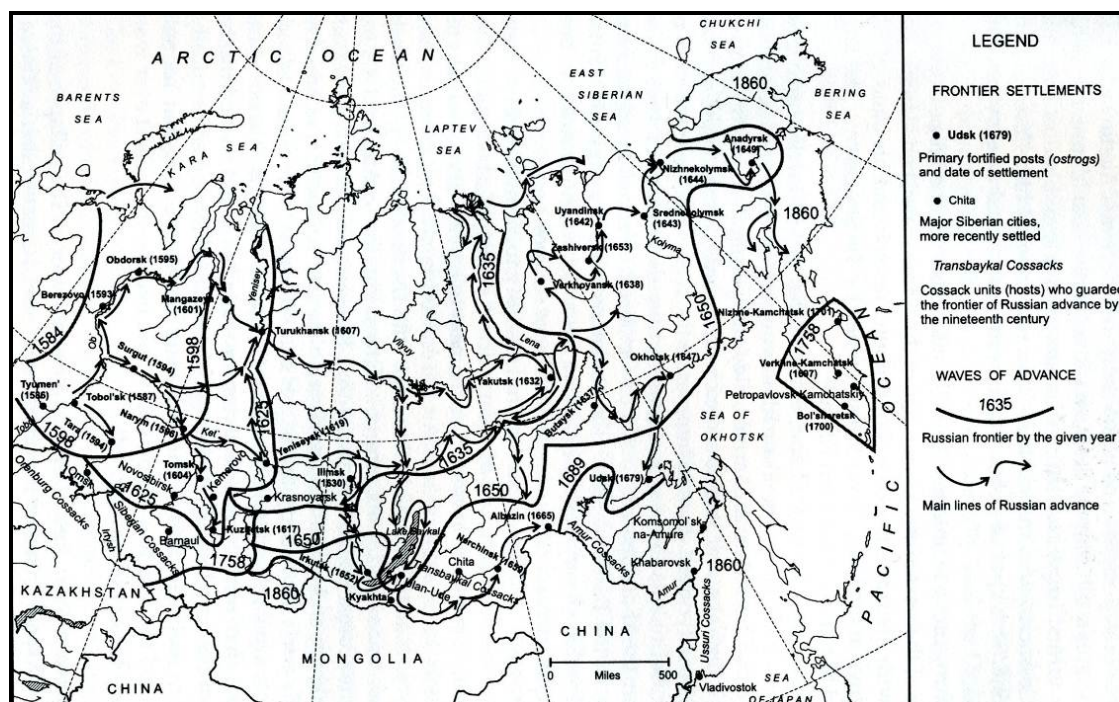 CHUKCHI
SEA
ARCTIC OCEAN
EAST
SIBERIAN
SEA
BERING
SEA
BARENTS
SEA
KARA SEA
LAPTEV
SEA
1860
Anadyrsk
(1649)
Nizhnekolymsk
(1644)
1860
Uyandinsk
(1642)
Srednekolymsk
(1643)
Kolyma
Zashiversk (1653)
Verkhoyansk (1638)
1635
1650
Obdorsk (1595)
Berezovo (1593)
Mangazeya
(1601)
Yenisey
Turukhansk (1607)
1584
Ob'
1598
Surgut (1594)
Vilyuy
Lena
Yakutsk (1632)
Okhotsk (1647)
Nizhne-Kamchatsk (1701)
1758
Verkhne-Kamchatsk
(1697)
Petropavlovsk-Kamchatskiy
Bol'sheretsk
(1700)
Tyumen'
(1586)
Tobol'sk (1587)
Tara (1594)
Narym (1596)
Ket'
1625
Yeniseysk (1619)
1635
Butalysk (1637)
SEA OF
OKHOTSK
PACIFIC OCEAN
1598
Orenburg Cossacks
Omsk
1625
Novosibirsk
Tomsk
(1604)
Kemerovo
Krasnoyarsk
Ilimsk
(1630)
1650
1689
Udsk (1679)
Irtysh
Siberian Cossacks
Barnaul
Kuznetsk (1617)
1650
1758
Irkutsk (1652)
Lake Baykal
Albazin (1665)
Amur Cossacks
Komsomol'sk
na-Amure
Khabarovsk
Amur
1860
Nerchinsk (1659)
Chita
Transbaykal Cossacks
Ulan-Ude
Kyakhta
KAZAKHSTAN
1860
MONGOLIA
CHINA
CHINA
Ussuri Cossacks
Vladivostok
SEA
OF JAPAN
0 Miles 500
LEGEND
FRONTIER SETTLEMENTS
Udsk (1679)
Primary fortified posts (ostrogs)
and date of settlement
Chita
Major Siberian cities,
more recently settled
Transbaykal Cossacks
Cossack units (hosts) who guarded
the frontier of Russian advance by
the nineteenth century
WAVES OF ADVANCE
1635
Russian frontier by the given year
Main lines of Russian advance